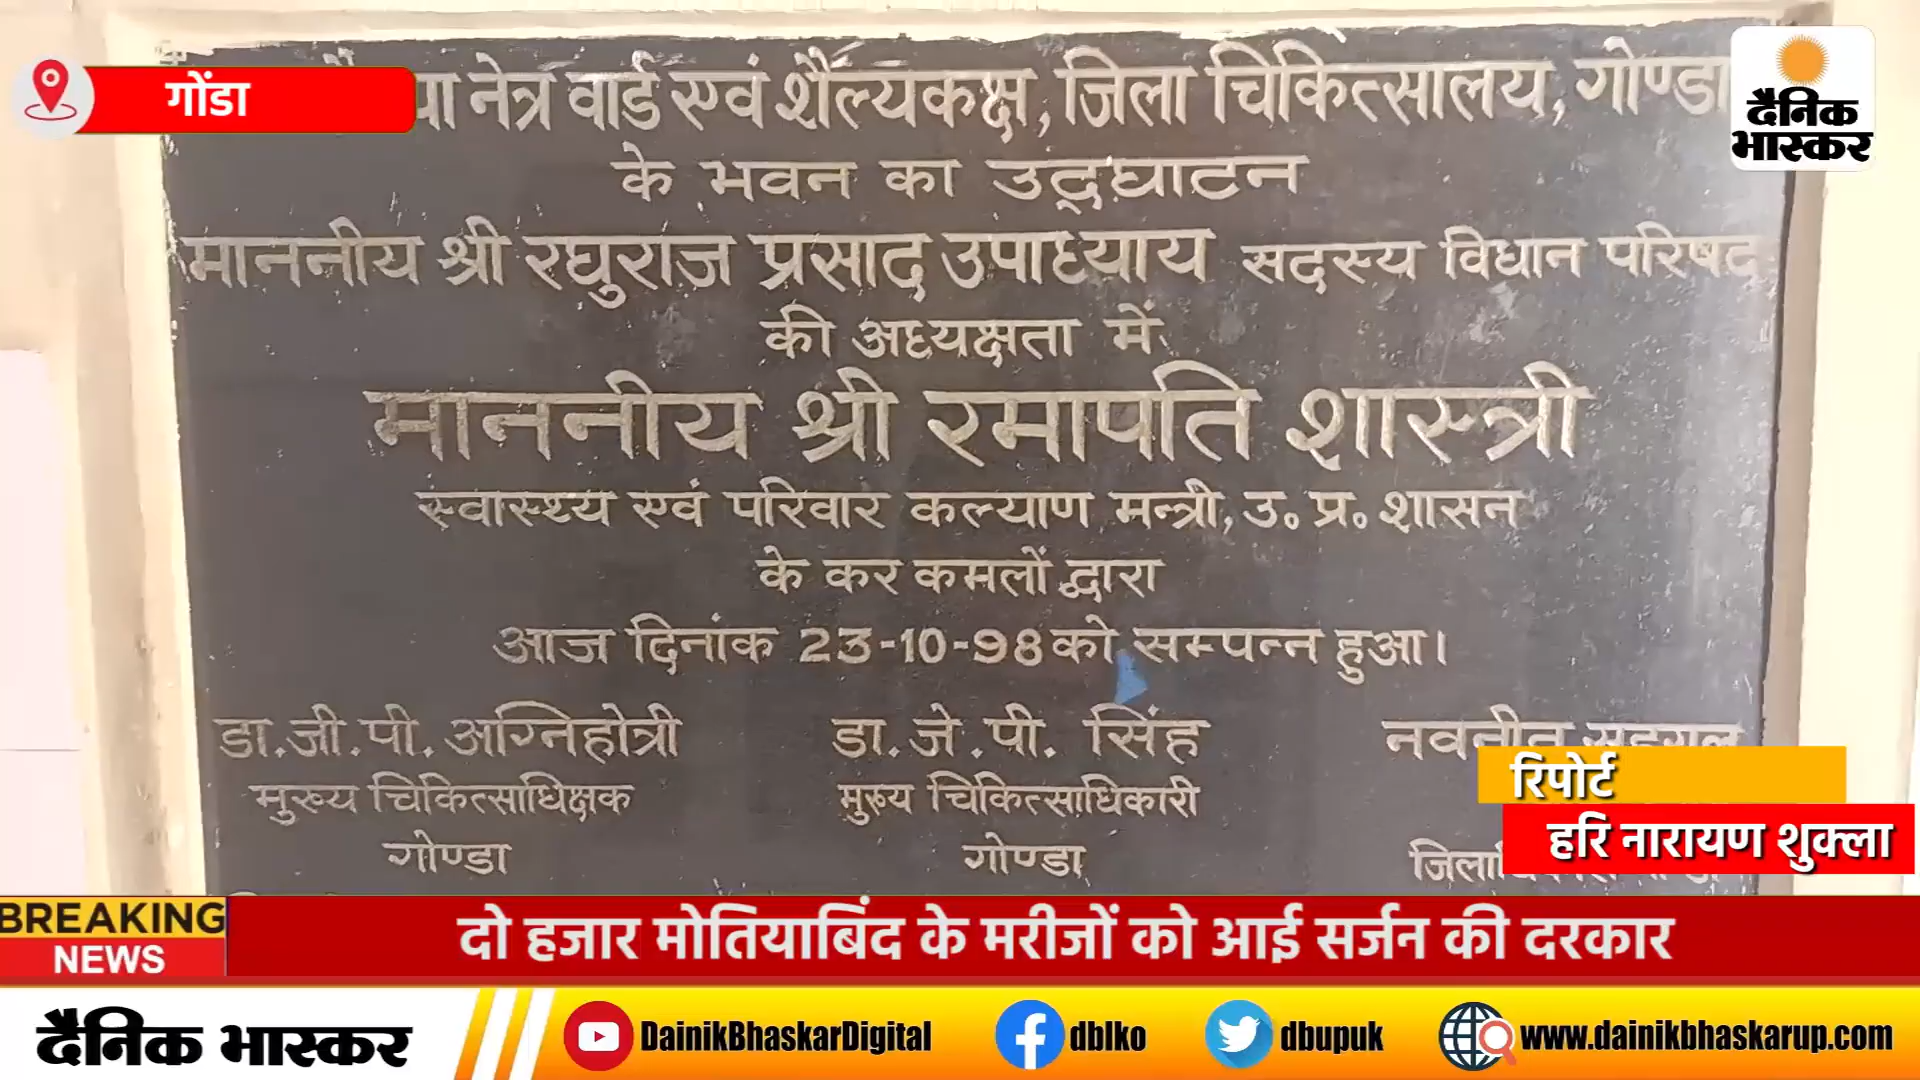 गोंडा
नेत्र वार्ड एवं शैल्यकक्ष, जिला चिकित्सालय, गोण्डा
के भवन का उद्घाटन
माननीय श्री रघुराज प्रसाद उपाध्याय सदस्य विधान परिषद
की अध्यक्षता में
माननीय श्री रमापति शास्त्री
स्वास्थ्य एवं परिवार कल्याण मन्त्री, उ. प्र. शासन
के कर कमलों द्वारा
आज दिनांक 23-10-98 को सम्पन्न हुआ।
डा. जी. पी. अग्निहोत्री
मुख्य चिकित्साधिक्षक
गोण्डा
डा. जे. पी. सिंह
मुख्य चिकित्साधिकारी
गोण्डा
नवनीत सहगल
दैनिक
भास्कर
रिपोर्ट
हरि नारायण शुक्ला
BREAKING
NEWS
दो हजार मोतियाबिंद के मरीजों को आई सर्जन की दरकार
दैनिक भास्कर
DainikBhaskarDigital
dblko
dbupuk
www.dainikbhaskarup.com